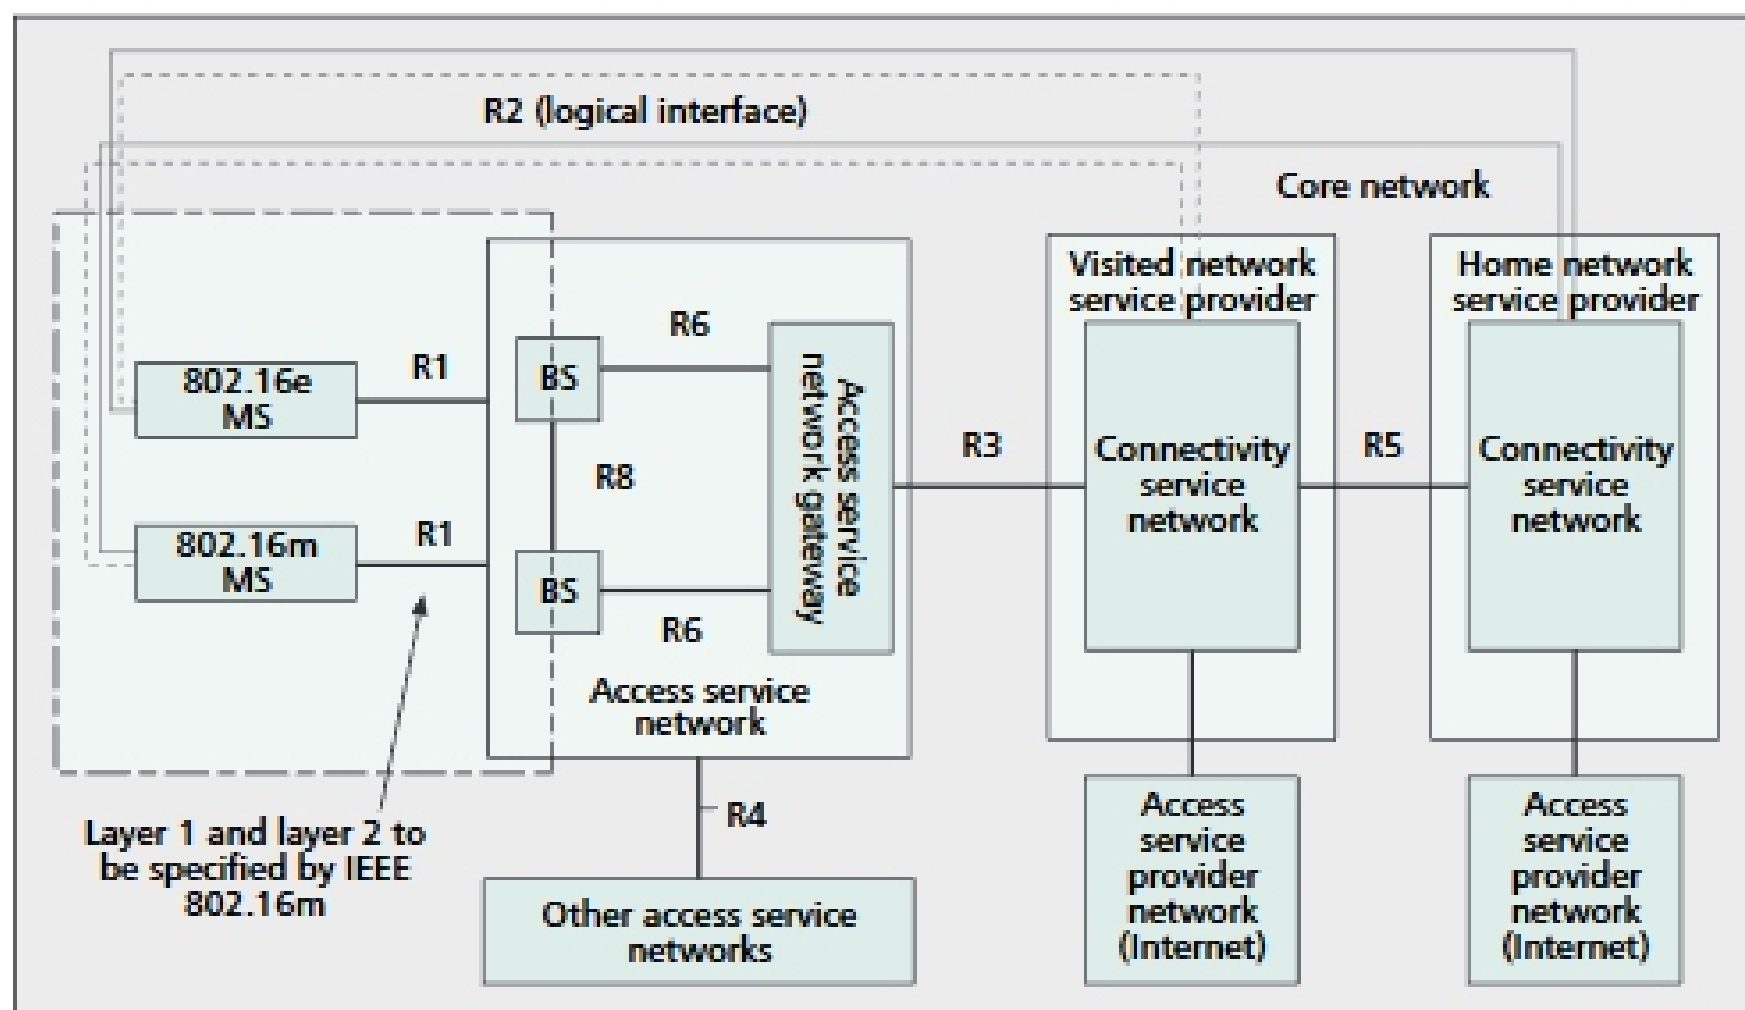 R2 (logical interface)
Core network
Visited network
service provider
Home network
service provider
R6
R1
802.16e
MS
BS
Access service
network gateway
R3
Connectivity
service
network
R5
Connectivity
service
network
R8
R1
802.16m
MS
BS
R6
Access service
network
R4
Layer 1 and layer 2 to
be specified by IEEE
802.16m
Other access service
networks
Access
service
provider
network
(Internet)
Access
service
provider
network
(Internet)